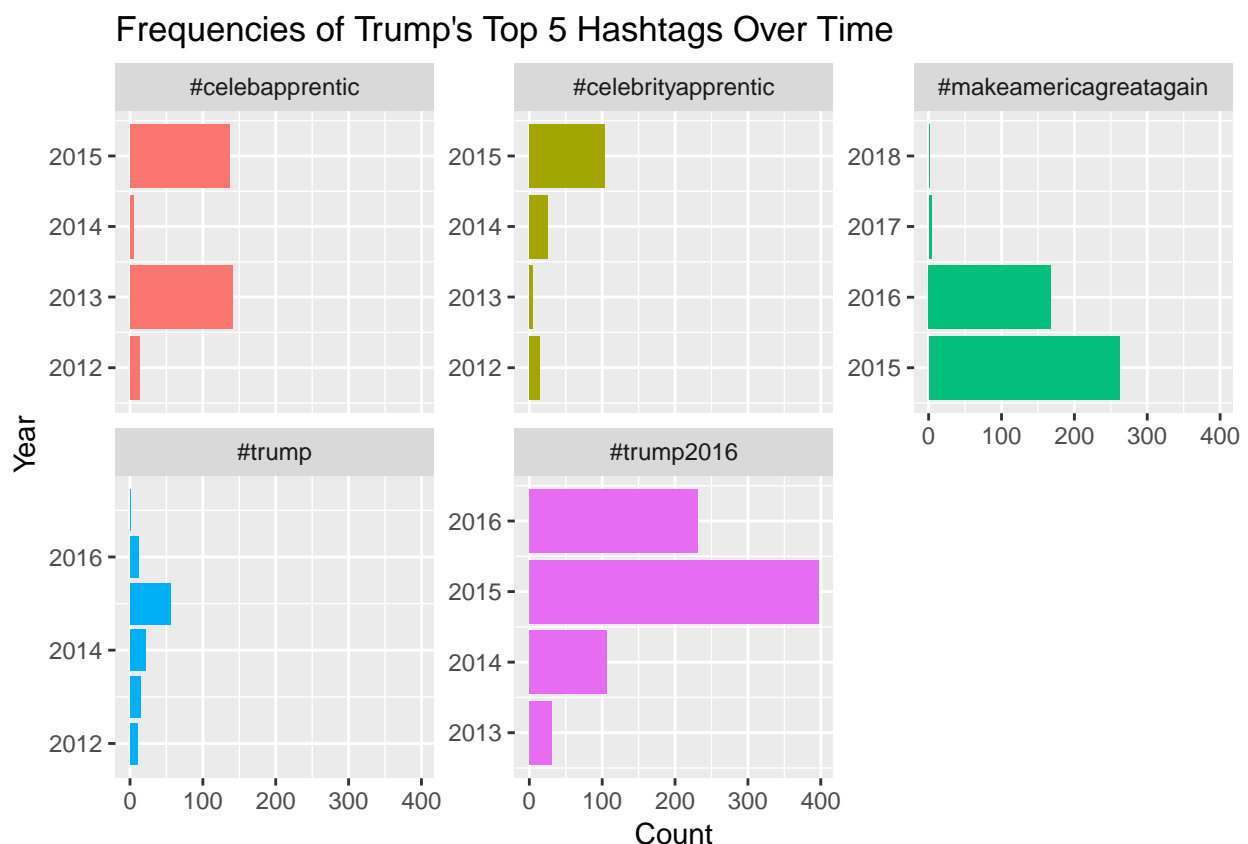 Frequencies of Trump's Top 5 Hashtags Over Time
#celebapprentic
#celebrityapprentic
#makeamericagreatagain
2015
2014
2013
2012
2015
2014
2013
2012
2018
2017
2016
2015
0 100 200 300 400
Year
#trump
#trump2016
2016
2014
2012
2016
2015
2014
2013
0 100 200 300 400
0 100 200 300 400
Count